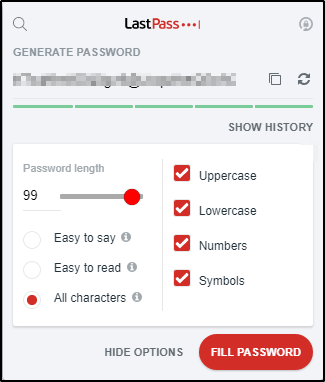 LastPass
GENERATE PASSWORD
SHOW HISTORY
Password length
99
Easy to say
Easy to read
All characters
Uppercase
Lowercase
Numbers
Symbols
HIDE OPTIONS
FILL PASSWORD